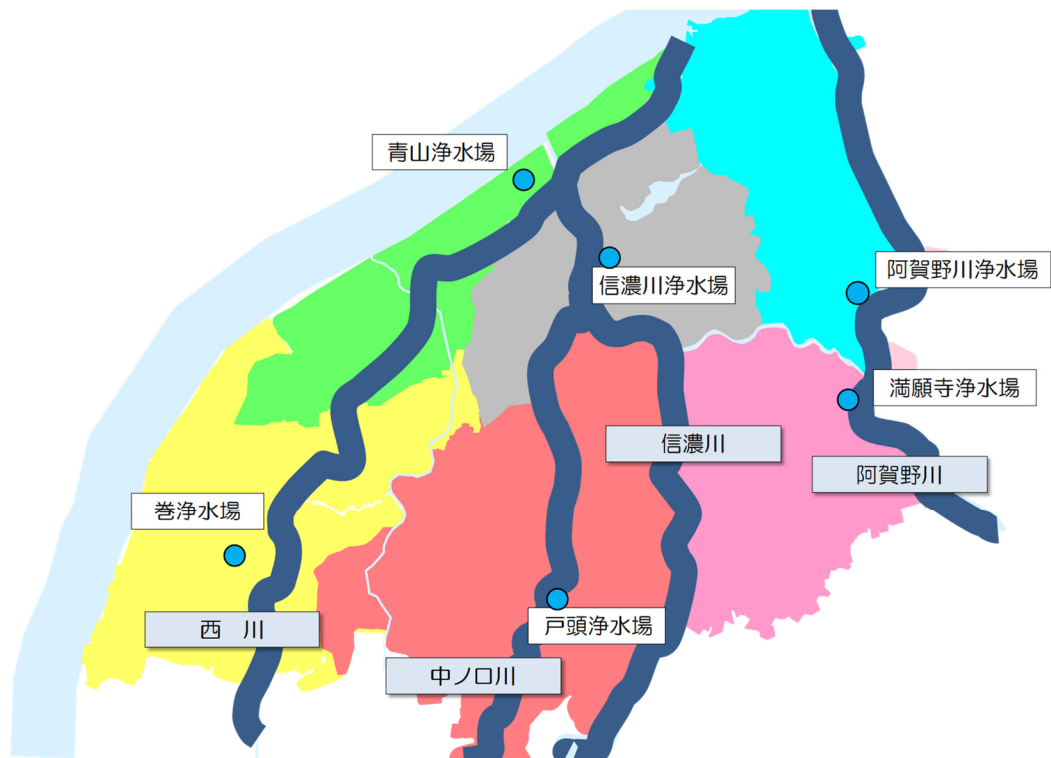 青山浄水場
信濃川浄水場
阿賀野川浄水場
満願寺浄水場
信濃川
阿賀野川
巻浄水場
西　川
戸頭浄水場
中ノ口川